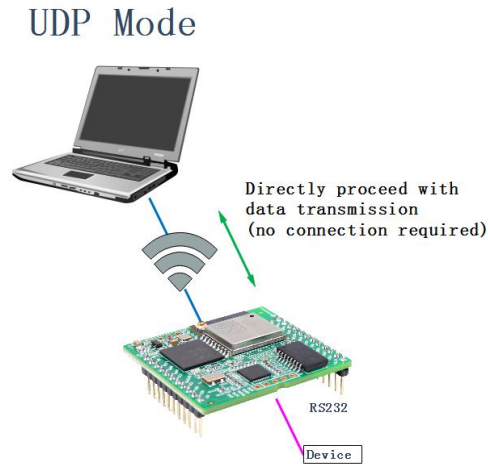 UDP Mode
Directly proceed with
data transmission
(no connection required)
RS232
Device